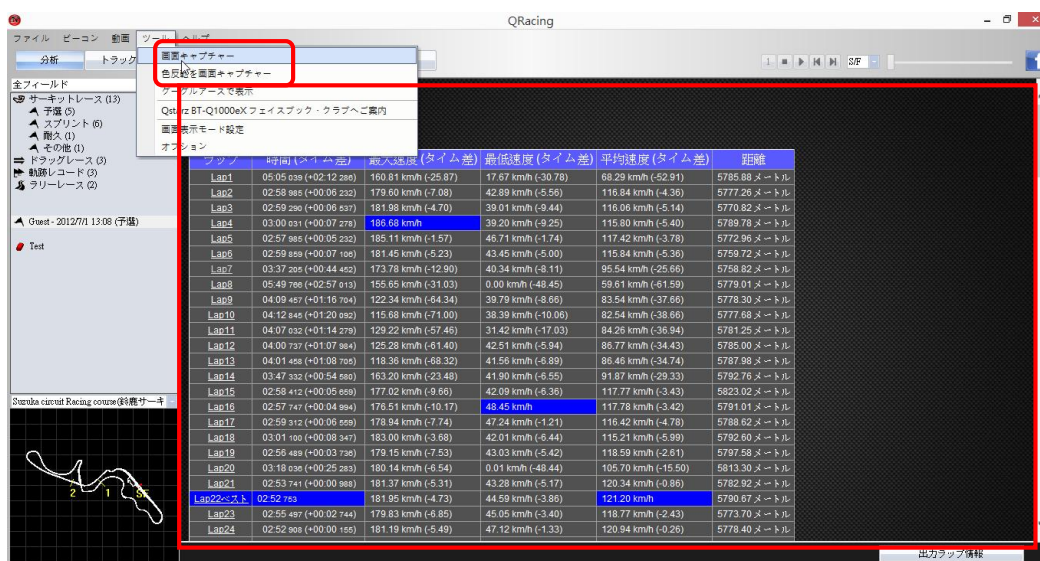 QRacing
ファイル ビーコン 動画 ツール ヘルプ
分析 トラック
1 S/F
画面キャプチャー
色反転を画面キャプチャー
グーグルアースで表示
Qstarz BT-Q1000eX フェイスブック・クラブへご案内
画面表示モード設定
オプション
全フィールド
サーキットレース (13)
予選 (5)
スプリント (6)
耐久 (1)
その他 (1)
ドラッグレース (3)
軌跡レコード (3)
ラリーレース (2)
Guest - 2012/7/1 13:08 (予選)
Test
Suzuka circuit Racing course(鈴鹿サーキ
2 1 SF
ラップ 時間 (タイム差) 最大速度 (タイム差) 最低速度 (タイム差) 平均速度 (タイム差) 距離
Lap1 05:05 039 (+02:12 286) 160.81 km/h (-25.87) 17.67 km/h (-30.78) 68.29 km/h (-52.91) 5785.88 メートル
Lap2 02:58 985 (+00:06 232) 179.60 km/h (-7.08) 42.89 km/h (-5.56) 116.84 km/h (-4.36) 5777.26 メートル
Lap3 02:59 290 (+00:06 537) 181.98 km/h (-4.70) 39.01 km/h (-9.44) 116.06 km/h (-5.14) 5770.82 メートル
Lap4 03:00 031 (+00:07 278) 186.68 km/h 39.20 km/h (-9.25) 115.80 km/h (-5.40) 5789.78 メートル
Lap5 02:57 985 (+00:05 232) 185.11 km/h (-1.57) 46.71 km/h (-1.74) 117.42 km/h (-3.78) 5772.96 メートル
Lap6 02:59 859 (+00:07 106) 181.45 km/h (-5.23) 43.45 km/h (-5.00) 115.84 km/h (-5.36) 5759.72 メートル
Lap7 03:37 205 (+00:44 452) 173.78 km/h (-12.90) 40.34 km/h (-8.11) 95.54 km/h (-25.66) 5758.82 メートル
Lap8 05:49 766 (+02:57 013) 155.65 km/h (-31.03) 0.00 km/h (-48.45) 59.61 km/h (-61.59) 5779.01 メートル
Lap9 04:09 457 (+01:16 704) 122.34 km/h (-64.34) 39.79 km/h (-8.66) 83.54 km/h (-37.66) 5778.30 メートル
Lap10 04:12 845 (+01:20 092) 115.68 km/h (-71.00) 38.39 km/h (-10.06) 82.54 km/h (-38.66) 5777.68 メートル
Lap11 04:07 032 (+01:14 279) 129.22 km/h (-57.46) 31.42 km/h (-17.03) 84.26 km/h (-36.94) 5781.25 メートル
Lap12 04:00 737 (+01:07 984) 125.28 km/h (-61.40) 42.51 km/h (-5.94) 86.77 km/h (-34.43) 5785.00 メートル
Lap13 04:01 458 (+01:08 705) 118.36 km/h (-68.32) 41.56 km/h (-6.89) 86.46 km/h (-34.74) 5787.98 メートル
Lap14 03:47 332 (+00:54 580) 163.20 km/h (-23.48) 41.90 km/h (-6.55) 91.87 km/h (-29.33) 5792.76 メートル
Lap15 02:58 412 (+00:05 659) 177.02 km/h (-9.66) 42.09 km/h (-6.36) 117.77 km/h (-3.43) 5823.02 メートル
Lap16 02:57 747 (+00:04 994) 176.51 km/h (-10.17) 48.45 km/h 117.78 km/h (-3.42) 5791.01 メートル
Lap17 02:59 312 (+00:06 559) 178.94 km/h (-7.74) 47.24 km/h (-1.21) 116.42 km/h (-4.78) 5788.62 メートル
Lap18 03:01 100 (+00:08 347) 183.00 km/h (-3.68) 42.01 km/h (-6.44) 115.21 km/h (-5.99) 5792.60 メートル
Lap19 02:56 489 (+00:03 736) 179.15 km/h (-7.53) 43.03 km/h (-5.42) 118.59 km/h (-2.61) 5797.58 メートル
Lap20 03:18 036 (+00:25 283) 180.14 km/h (-6.54) 0.01 km/h (-48.44) 105.70 km/h (-15.50) 5813.30 メートル
Lap21 02:53 741 (+00:00 988) 181.37 km/h (-5.31) 43.28 km/h (-5.17) 120.34 km/h (-0.86) 5782.92 メートル
Lap22<ベスト 02:52 753 181.95 km/h (-4.73) 44.59 km/h (-3.86) 121.20 km/h 5790.67 メートル
Lap23 02:55 497 (+00:02 744) 179.83 km/h (-6.85) 45.05 km/h (-3.40) 118.77 km/h (-2.43) 5773.70 メートル
Lap24 02:52 908 (+00:00 155) 181.19 km/h (-5.49) 47.12 km/h (-1.33) 120.94 km/h (-0.26) 5778.40 メートル
出力ラップ情報